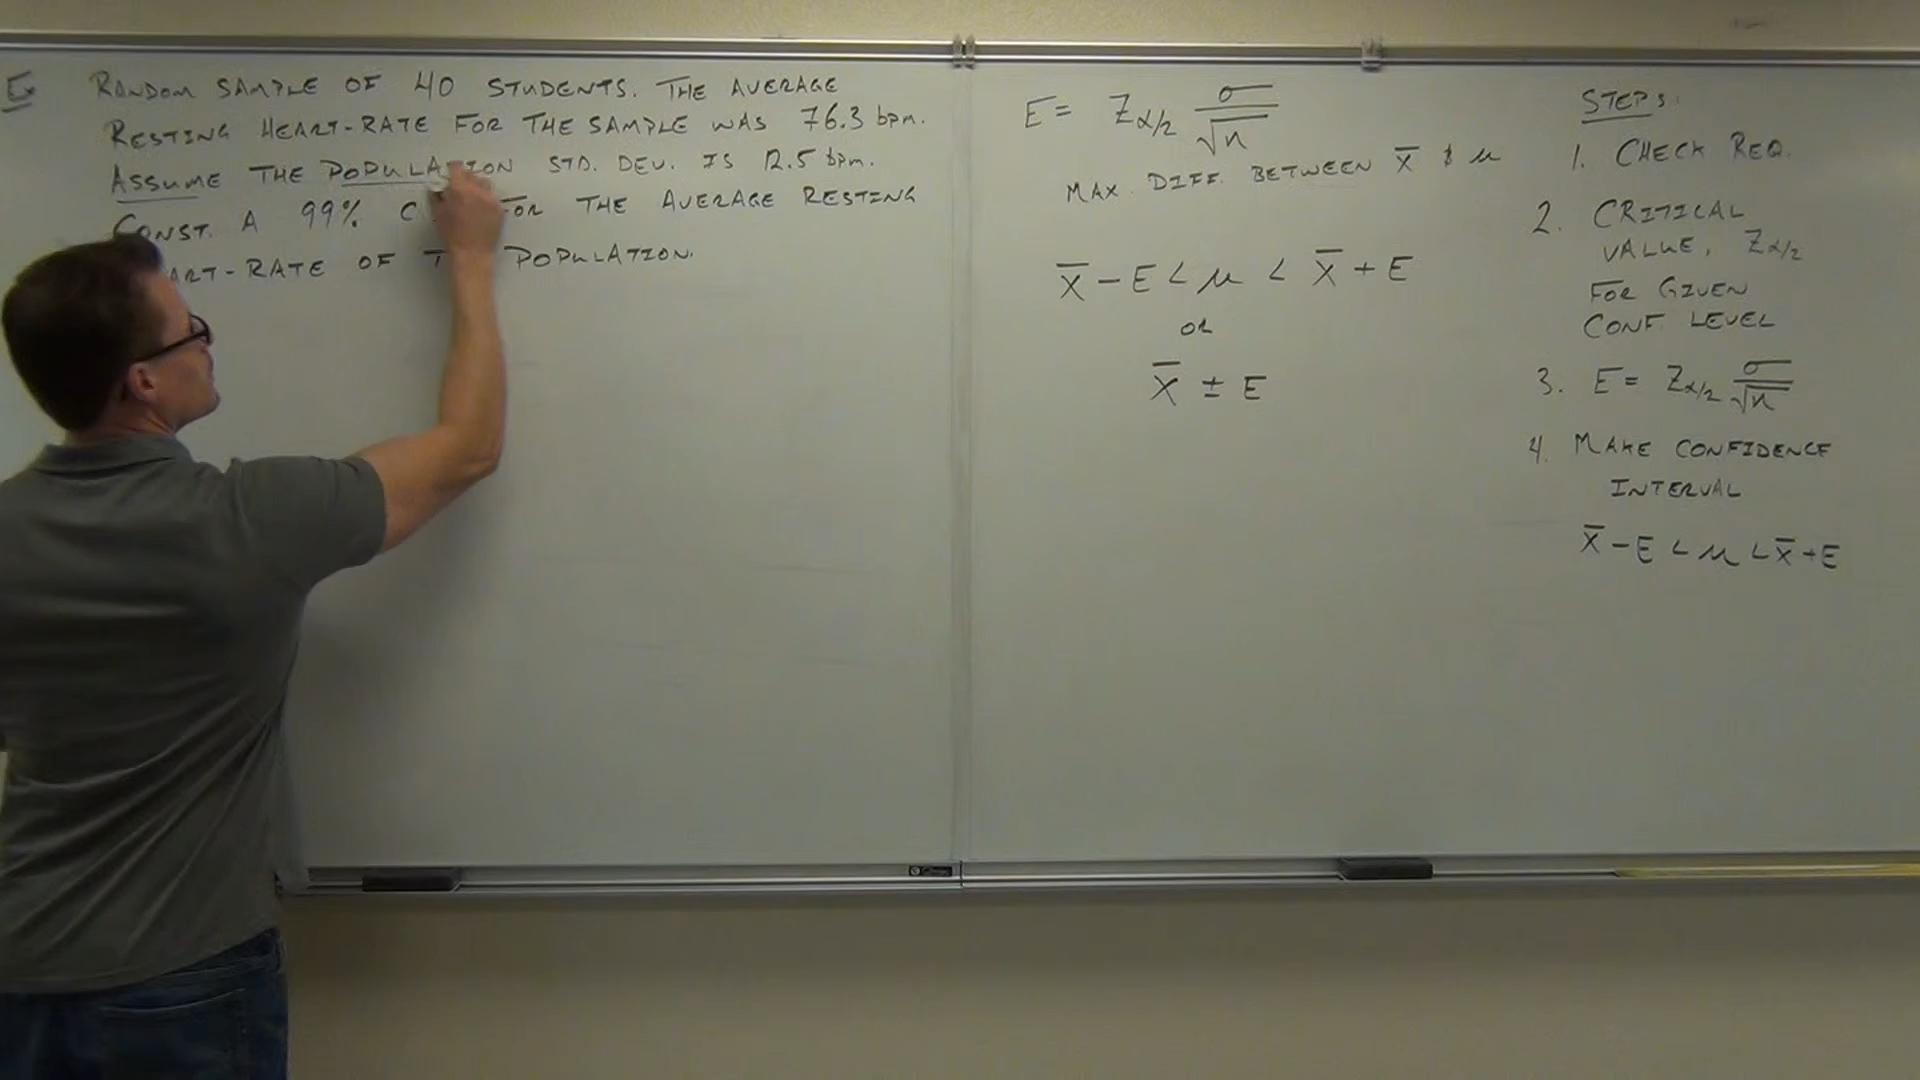 Ex RANDOM SAMPLE OF 40 STUDENTS. THE AVERAGE
RESTING HEART-RATE FOR THE SAMPLE WAS 76.3 bpm.
ASSUME THE POPULATION STD. DEV. IS 12.5 bpm.
CONST. A 99% FOR THE AVERAGE RESTING
-RATE OF POPULATION.
E = Zα/2 σ/√n
MAX. DIFF. BETWEEN x̄ & μ
x̄ - E < μ < x̄ + E
or
x̄ ± E
STEPS:
1. CHECK REQ.
2. CRITICAL
VALUE, Zα/2
FOR GIVEN
CONF. LEVEL
3. E = Zα/2 σ/√n
4. MAKE CONFIDENCE
INTERVAL
x̄ - E < μ < x̄ + E